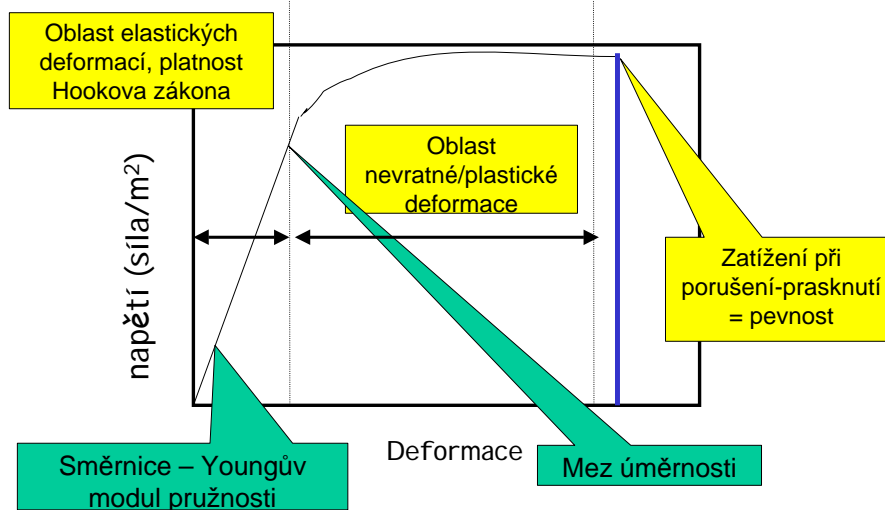 Oblast elastických
deformací, platnost
Hookova zákona
Oblast
nevratné/plastické
deformace
napětí (síla/m²)
Zatížení při
porušení-prasknutí
= pevnost
Deformace
Směrnice – Youngův
modul pružnosti
Mez úměrnosti